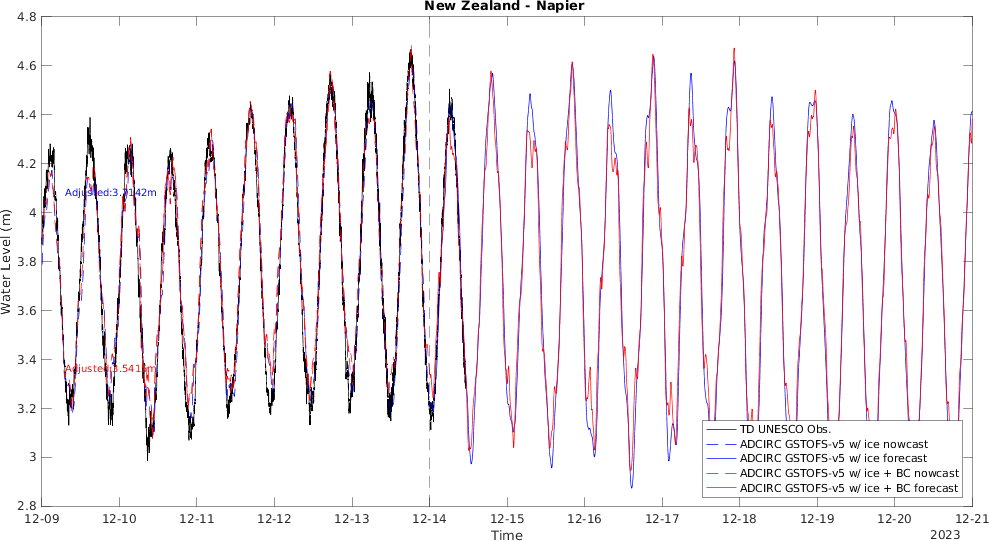 New Zealand - Napier
4.8
4.6
4.4
4.2
4
3.8
3.6
3.4
3.2
3
2.8
Water Level (m)
Adjusted:3.7142m
TD UNESCO Obs.
ADCIRC GSTOFS-v5 w/ ice nowcast
ADCIRC GSTOFS-v5 w/ ice forecast
ADCIRC GSTOFS-v5 w/ ice + BC nowcast
ADCIRC GSTOFS-v5 w/ ice + BC forecast
12-09 12-10 12-11 12-12 12-13 12-14 12-15 12-16 12-17 12-18 12-19 12-20 12-21
Time
2023